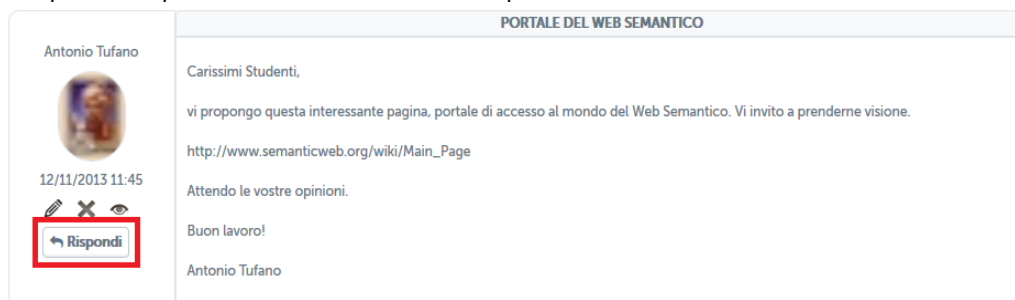 PORTALE DEL WEB SEMANTICO
Antonio Tufano
12/11/2013 11:45
Rispondi
Carissimi Studenti,
vi propongo questa interessante pagina, portale di accesso al mondo del Web Semantico. Vi invito a prenderne visione.
http://www.semanticweb.org/wiki/Main_Page
Attendo le vostre opinioni.
Buon lavoro!
Antonio Tufano